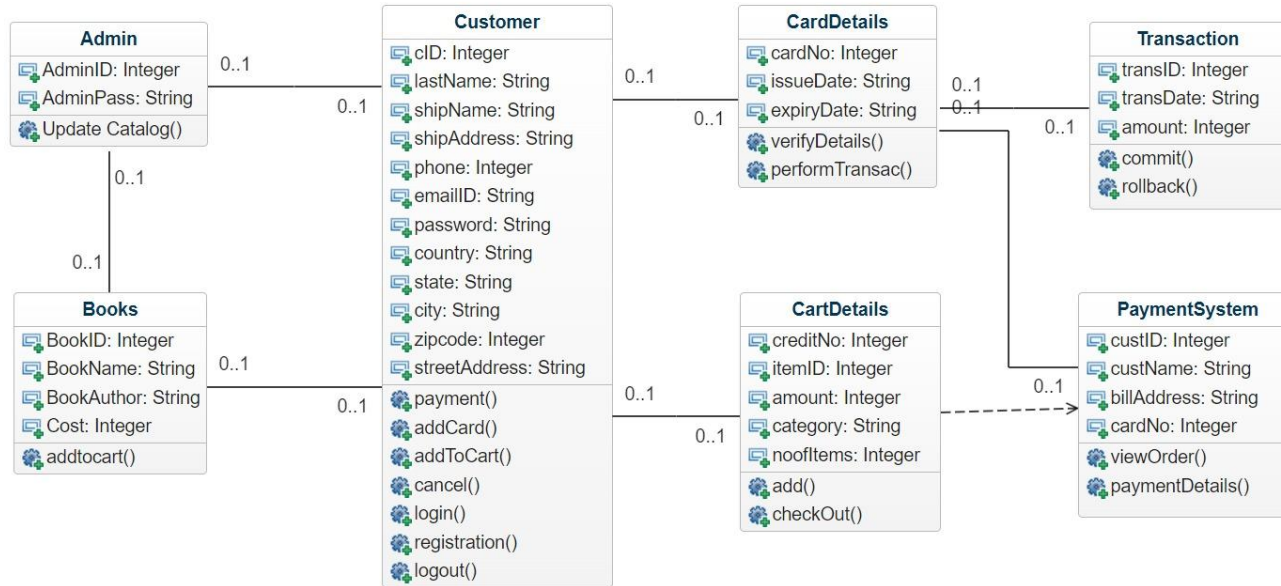 Admin
AdminID: Integer
AdminPass: String
Update Catalog()
0..1
0..1
0..1
0..1
Books
BookID: Integer
BookName: String
BookAuthor: String
Cost: Integer
addtocart()
0..1
0..1
Customer
cID: Integer
lastName: String
shipName: String
shipAddress: String
phone: Integer
emailID: String
password: String
country: String
state: String
city: String
zipcode: Integer
streetAddress: String
payment()
addCard()
addToCart()
cancel()
login()
registration()
logout()
0..1
0..1
0..1
0..1
CardDetails
cardNo: Integer
issueDate: String
expiryDate: String
verifyDetails()
performTransac()
0..1
0..1
0..1
Transaction
transID: Integer
transDate: String
amount: Integer
commit()
rollback()
CartDetails
creditNo: Integer
itemID: Integer
amount: Integer
category: String
noofItems: Integer
add()
checkOut()
0..1
PaymentSystem
custID: Integer
custName: String
billAddress: String
cardNo: Integer
viewOrder()
paymentDetails()